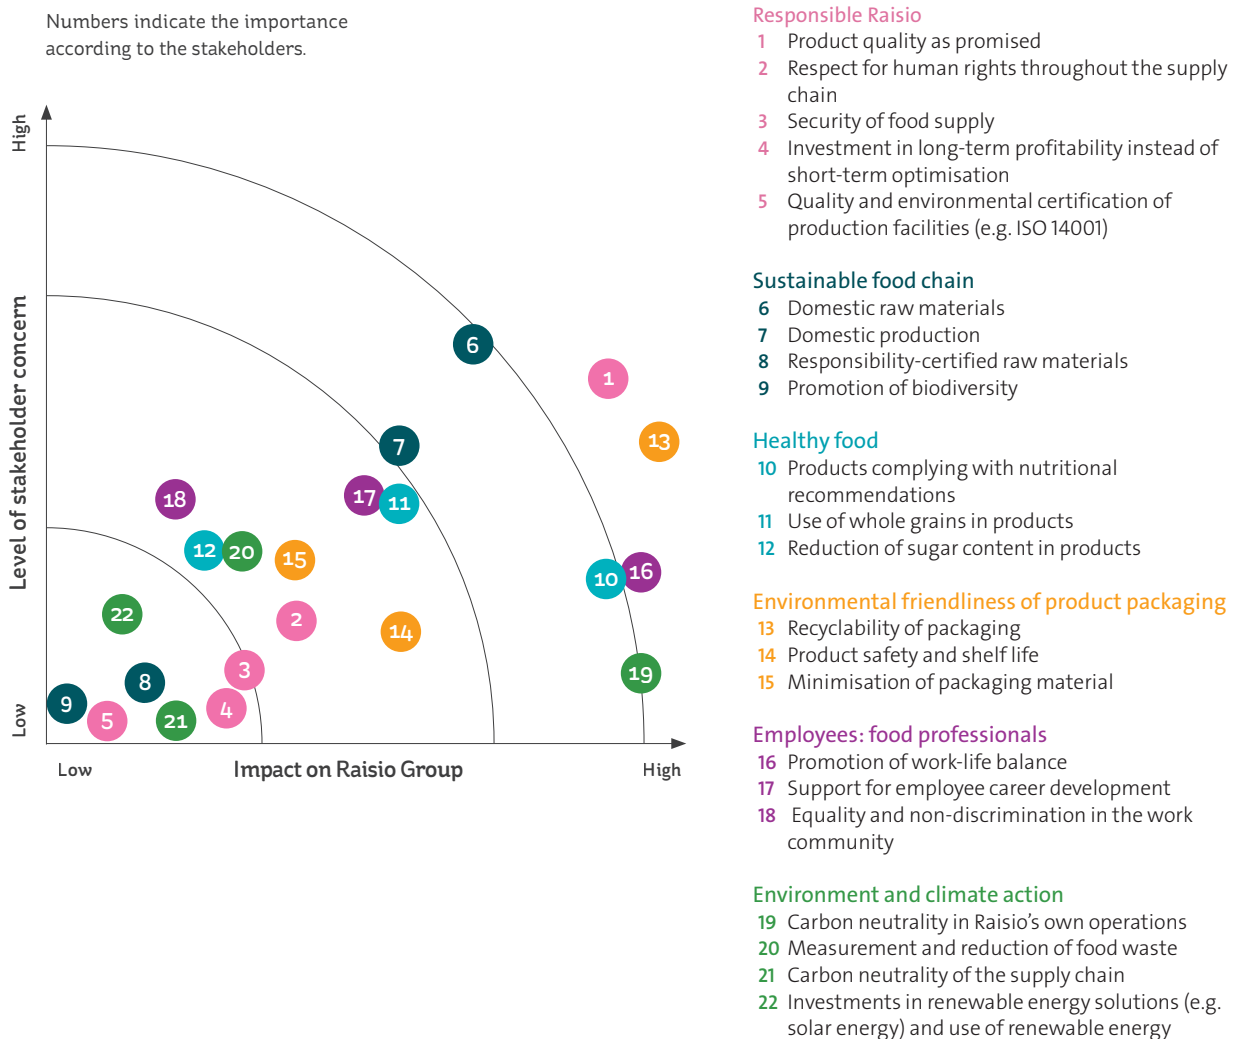 Numbers indicate the importance
according to the stakeholders.
High
Level of stakeholder concern
Low
6
1
13
7
18
17
11
12
20
15
10
16
22
2
14
3
19
8
9
4
5
21
Low
Impact on Raisio Group
High
Responsible Raisio
1 Product quality as promised
2 Respect for human rights throughout the supply
chain
3 Security of food supply
4 Investment in long-term profitability instead of
short-term optimisation
5 Quality and environmental certification of
production facilities (e.g. ISO 14001)
Sustainable food chain
6 Domestic raw materials
7 Domestic production
8 Responsibility-certified raw materials
9 Promotion of biodiversity
Healthy food
10 Products complying with nutritional
recommendations
11 Use of whole grains in products
12 Reduction of sugar content in products
Environmental friendliness of product packaging
13 Recyclability of packaging
14 Product safety and shelf life
15 Minimisation of packaging material
Employees: food professionals
16 Promotion of work-life balance
17 Support for employee career development
18 Equality and non-discrimination in the work
community
Environment and climate action
19 Carbon neutrality in Raisio's own operations
20 Measurement and reduction of food waste
21 Carbon neutrality of the supply chain
22 Investments in renewable energy solutions (e.g.
solar energy) and use of renewable energy